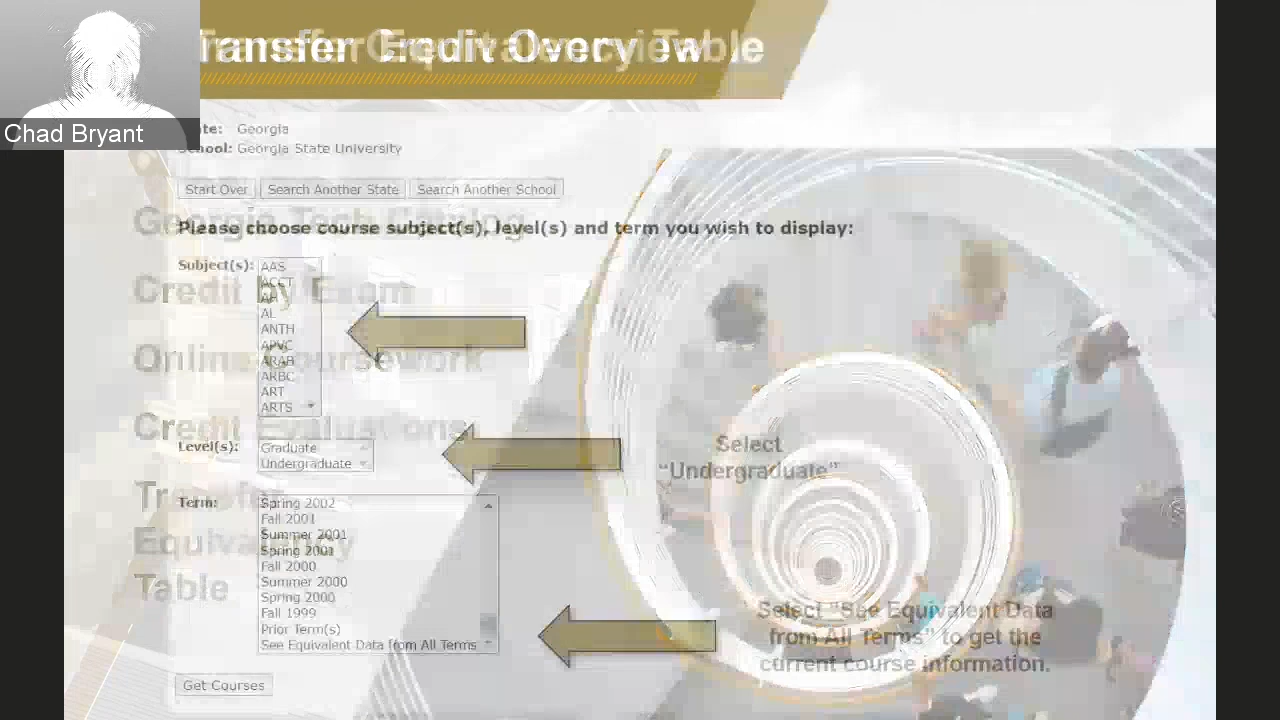 Transfer Credit Overview
Transfer Equivalency Table
Chad Bryant
State: Georgia
School: Georgia State University
Start Over
Search Another State
Search Another School
Georgia Tech Catalog
Please choose course subject(s), level(s) and term you wish to display:
Subject(s):
AAS
ACCT
AH
AL
ANTH
APVC
ARAB
ARBC
ART
ARTS
Credit by Exam
Online Coursework
Credit Evaluations
Level(s):
Graduate
Undergraduate
Select
“Undergraduate”
Transfer
Equivalency
Table
Term:
Spring 2002
Fall 2001
Summer 2001
Spring 2001
Fall 2000
Summer 2000
Spring 2000
Fall 1999
Prior Term(s)
See Equivalent Data from All Terms
Select “See Equivalent Data
from All Terms” to get the
current course information.
Get Courses